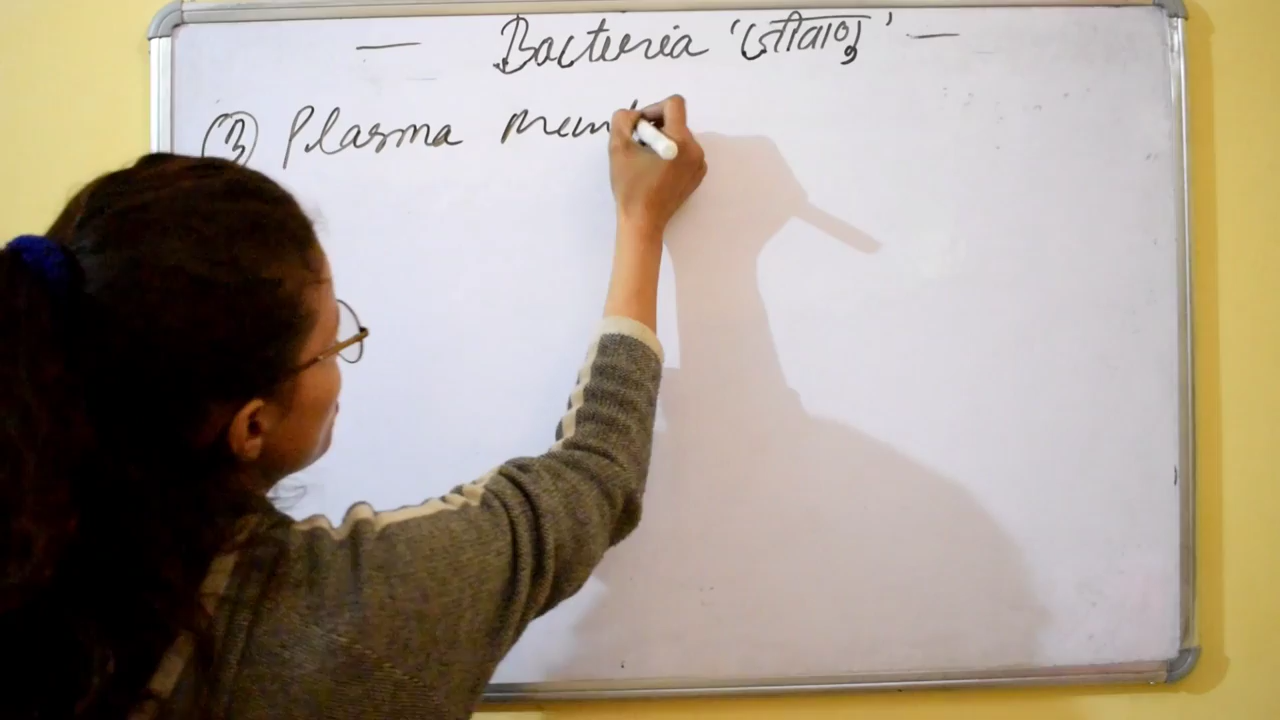 — Bacteria 'जीवाणु' —
③ Plasma mem